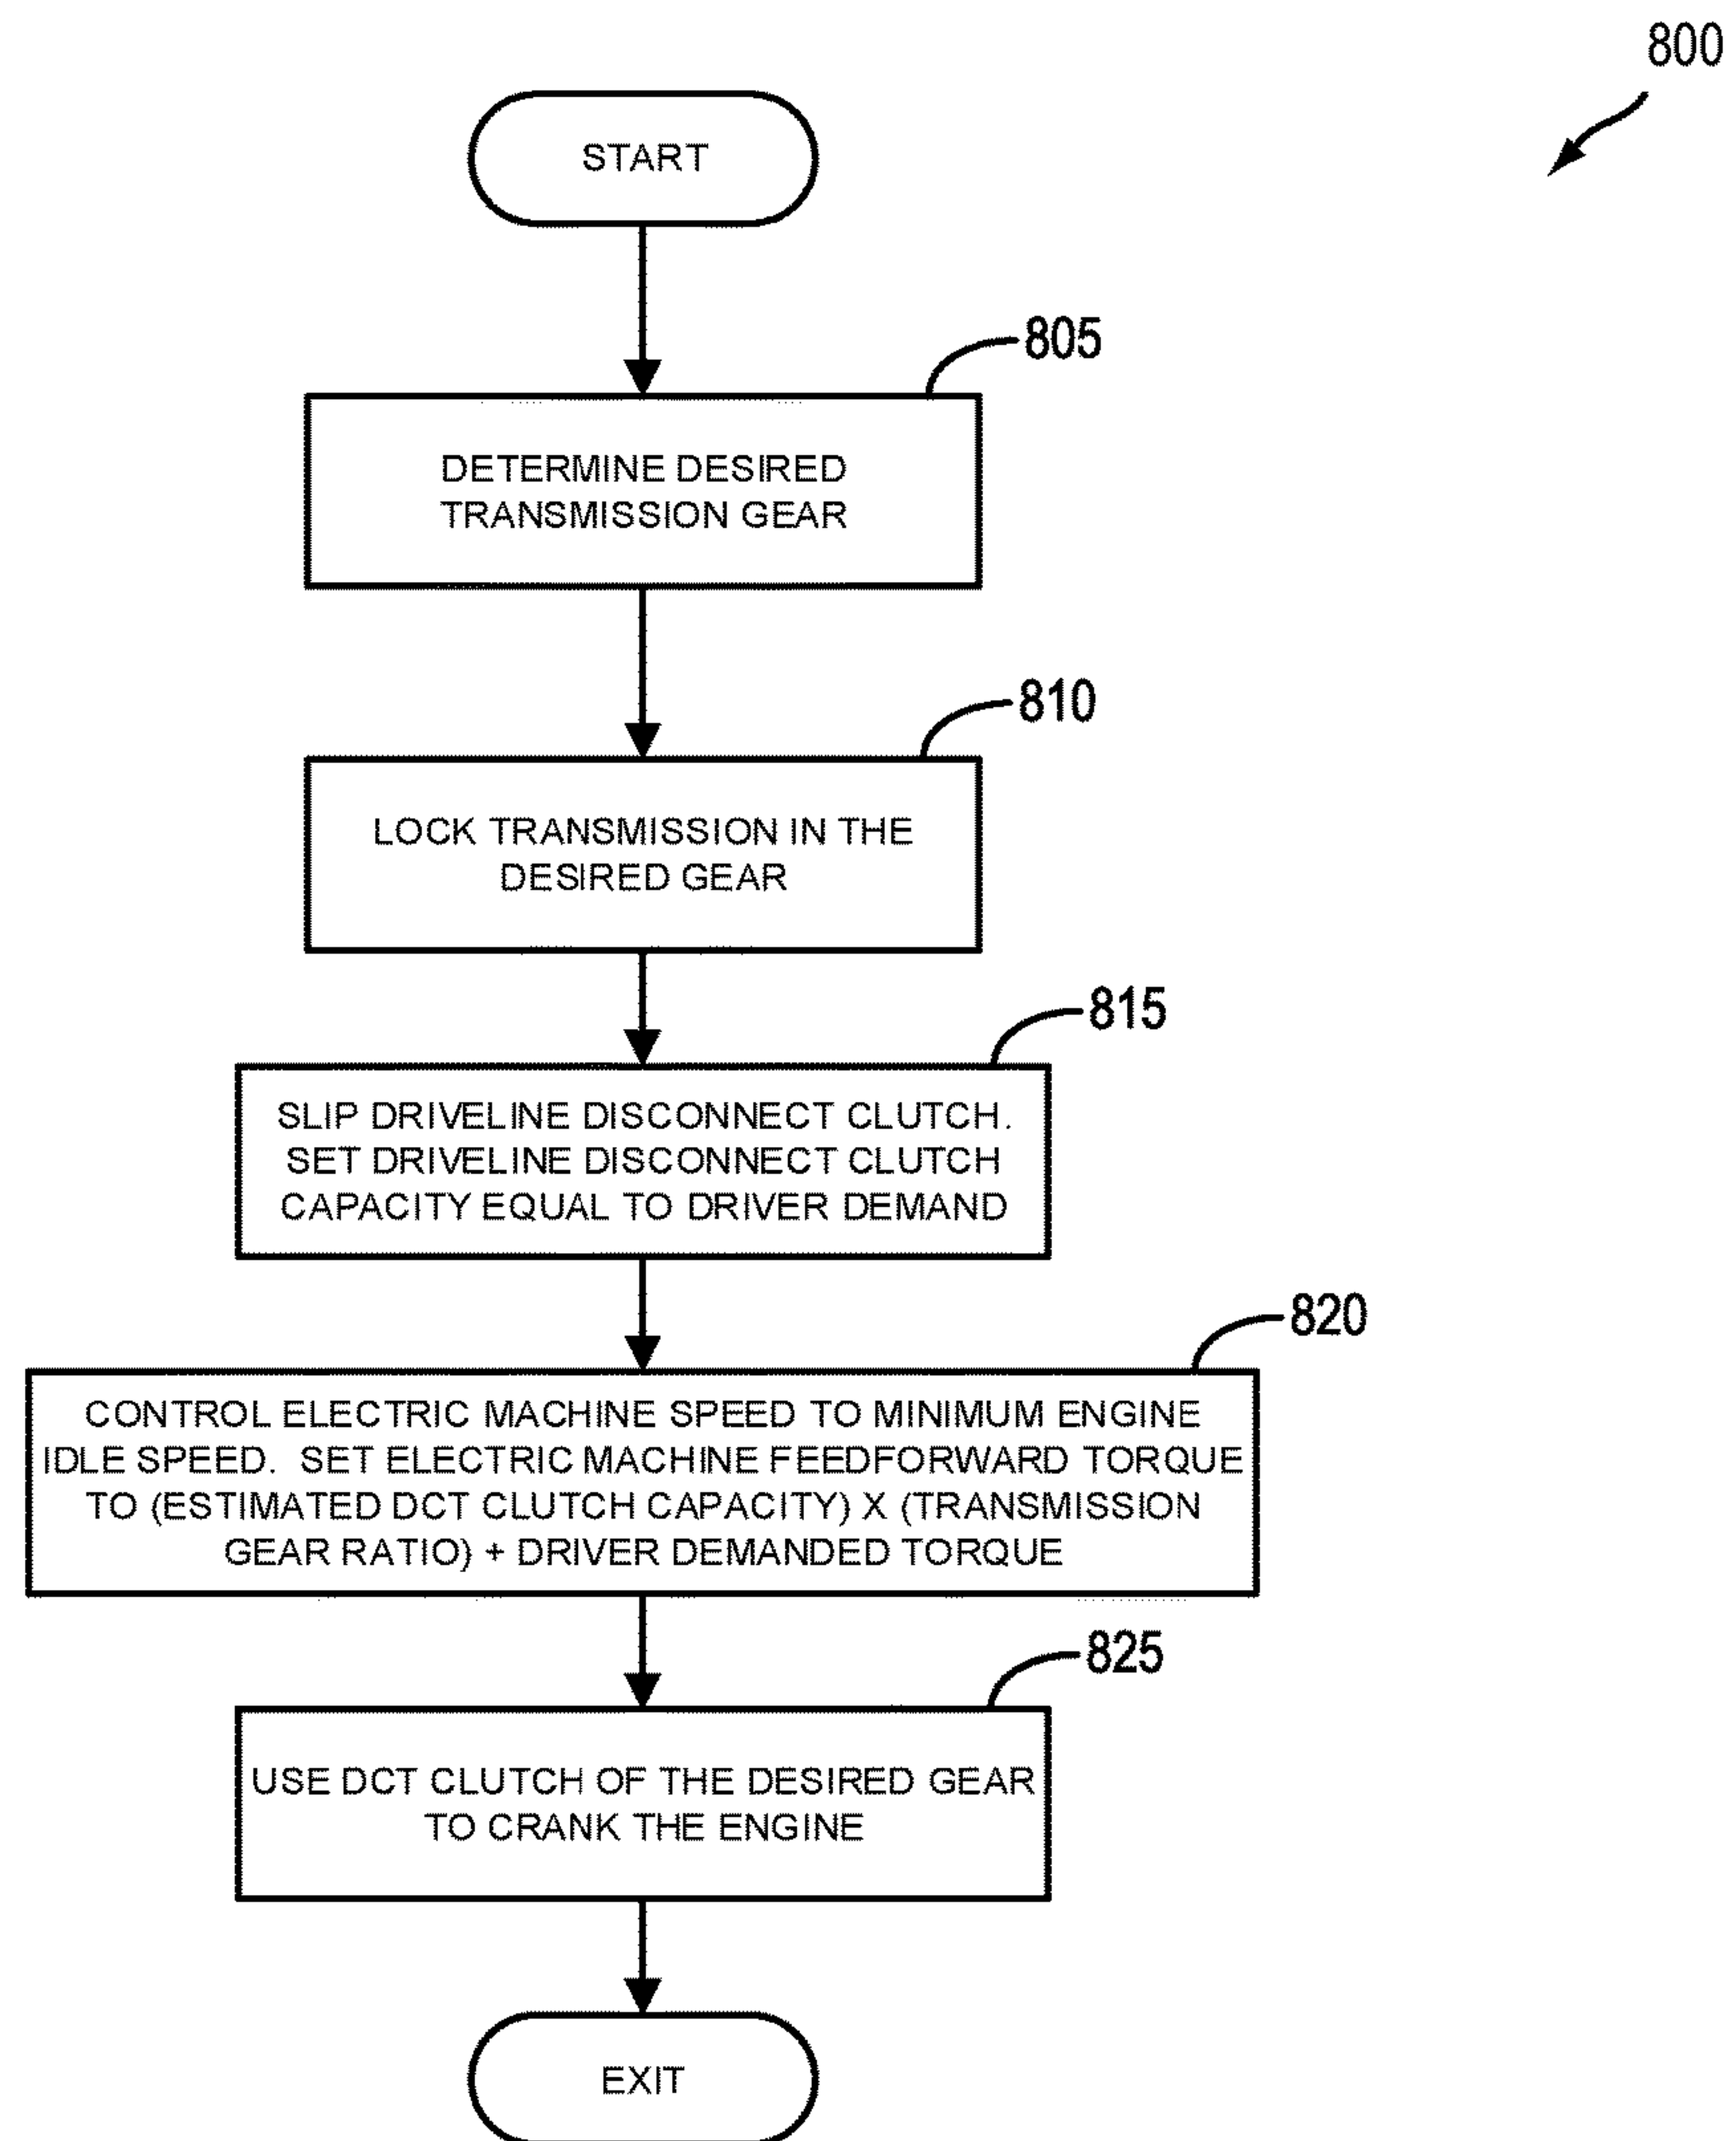 800
START
805
DETERMINE DESIRED
TRANSMISSION GEAR
810
LOCK TRANSMISSION IN THE
DESIRED GEAR
815
SLIP DRIVELINE DISCONNECT CLUTCH.
SET DRIVELINE DISCONNECT CLUTCH
CAPACITY EQUAL TO DRIVER DEMAND
820
CONTROL ELECTRIC MACHINE SPEED TO MINIMUM ENGINE
IDLE SPEED. SET ELECTRIC MACHINE FEEDFORWARD TORQUE
TO (ESTIMATED DCT CLUTCH CAPACITY) X (TRANSMISSION
GEAR RATIO) + DRIVER DEMANDED TORQUE
825
USE DCT CLUTCH OF THE DESIRED GEAR
TO CRANK THE ENGINE
EXIT